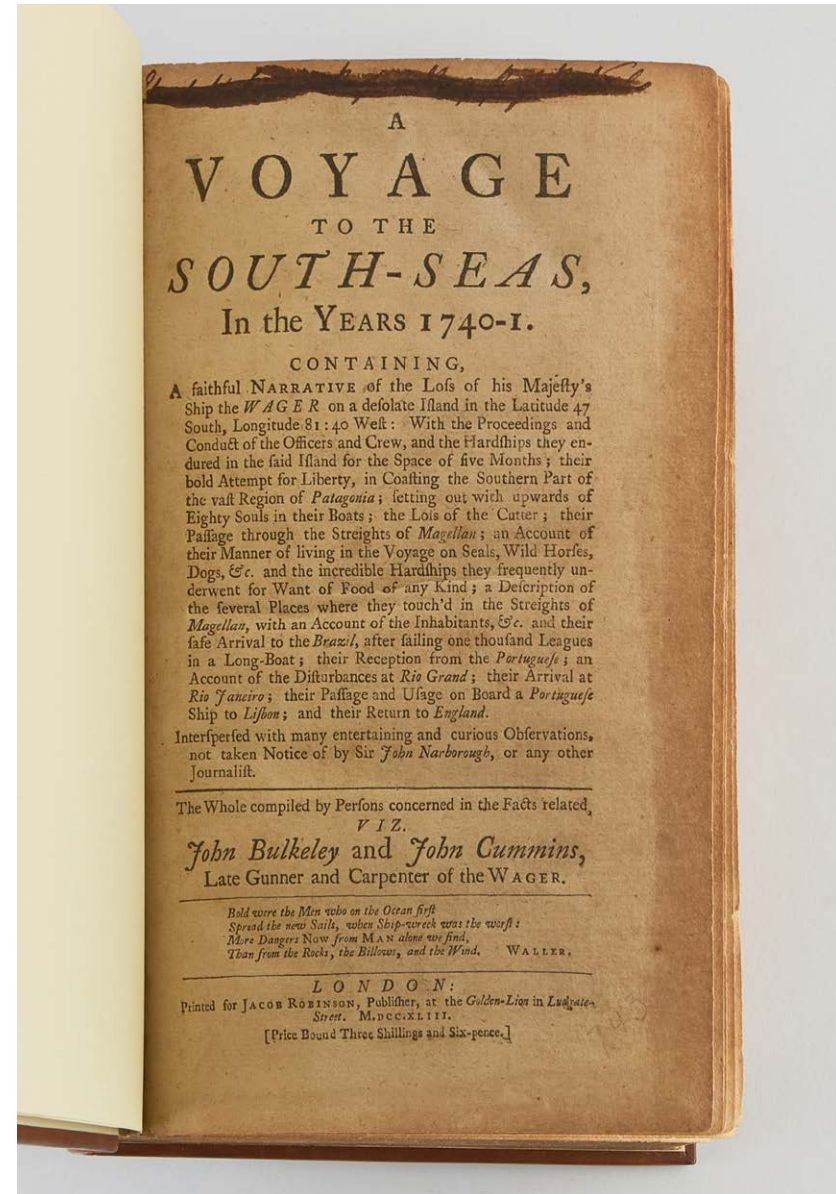 A
VOYAGE
TO THE
SOUTH-SEAS,
In the YEARS 1740-1.
CONTAINING,
A faithful NARRATIVE of the Loſs of his Majeſty's
Ship the WAGER on a deſolate Iſland in the Latitude 47
South, Longitude 81:40 Weſt: With the Proceedings and
Conduct of the Officers and Crew, and the Hardſhips they en-
dured in the ſaid Iſland for the Space of five Months; their
bold Attempt for Liberty, in Coaſting the Southern Part of
the vaſt Region of Patagonia; ſetting out with upwards of
Eighty Souls in their Boats; the Loſs of the Cutter; their
Paſſage through the Streights of Magellan; an Account of
their Manner of living in the Voyage on Seals, Wild Horſes,
Dogs, &c. and the incredible Hardſhips they frequently un-
derwent for Want of Food of any Kind; a Deſcription of
the ſeveral Places where they touch'd in the Streights of
Magellan, with an Account of the Inhabitants, &c. and their
ſafe Arrival to the Brazil, after ſailing one thouſand Leagues
in a Long-Boat; their Reception from the Portugueſe; an
Account of the Diſturbances at Rio Grand; their Arrival at
Rio Janeiro; their Paſſage and Uſage on Board a Portugueſe
Ship to Liſbon; and their Return to England.
Interſperſed with many entertaining and curious Obſervations,
not taken Notice of by Sir John Narborough, or any other
Journaliſt.
The Whole compiled by Perſons concerned in the Facts related,
VIZ.
John Bulkeley and John Cummins,
Late Gunner and Carpenter of the WAGER.
Bold were the Men who on the Ocean firſt
Spread the new Sails, when Ship-wreck was the worſt:
More Dangers NOW from MAN alone we find,
Than from the Rocks, the Billows, and the Wind. WALLER.
LONDON:
Printed for JACOB ROBINSON, Publiſher, at the Golden-Lion in Ludgate-
Street. M.DCC.XLIII.
[Price Bound Three Shillings and Six-pence.]